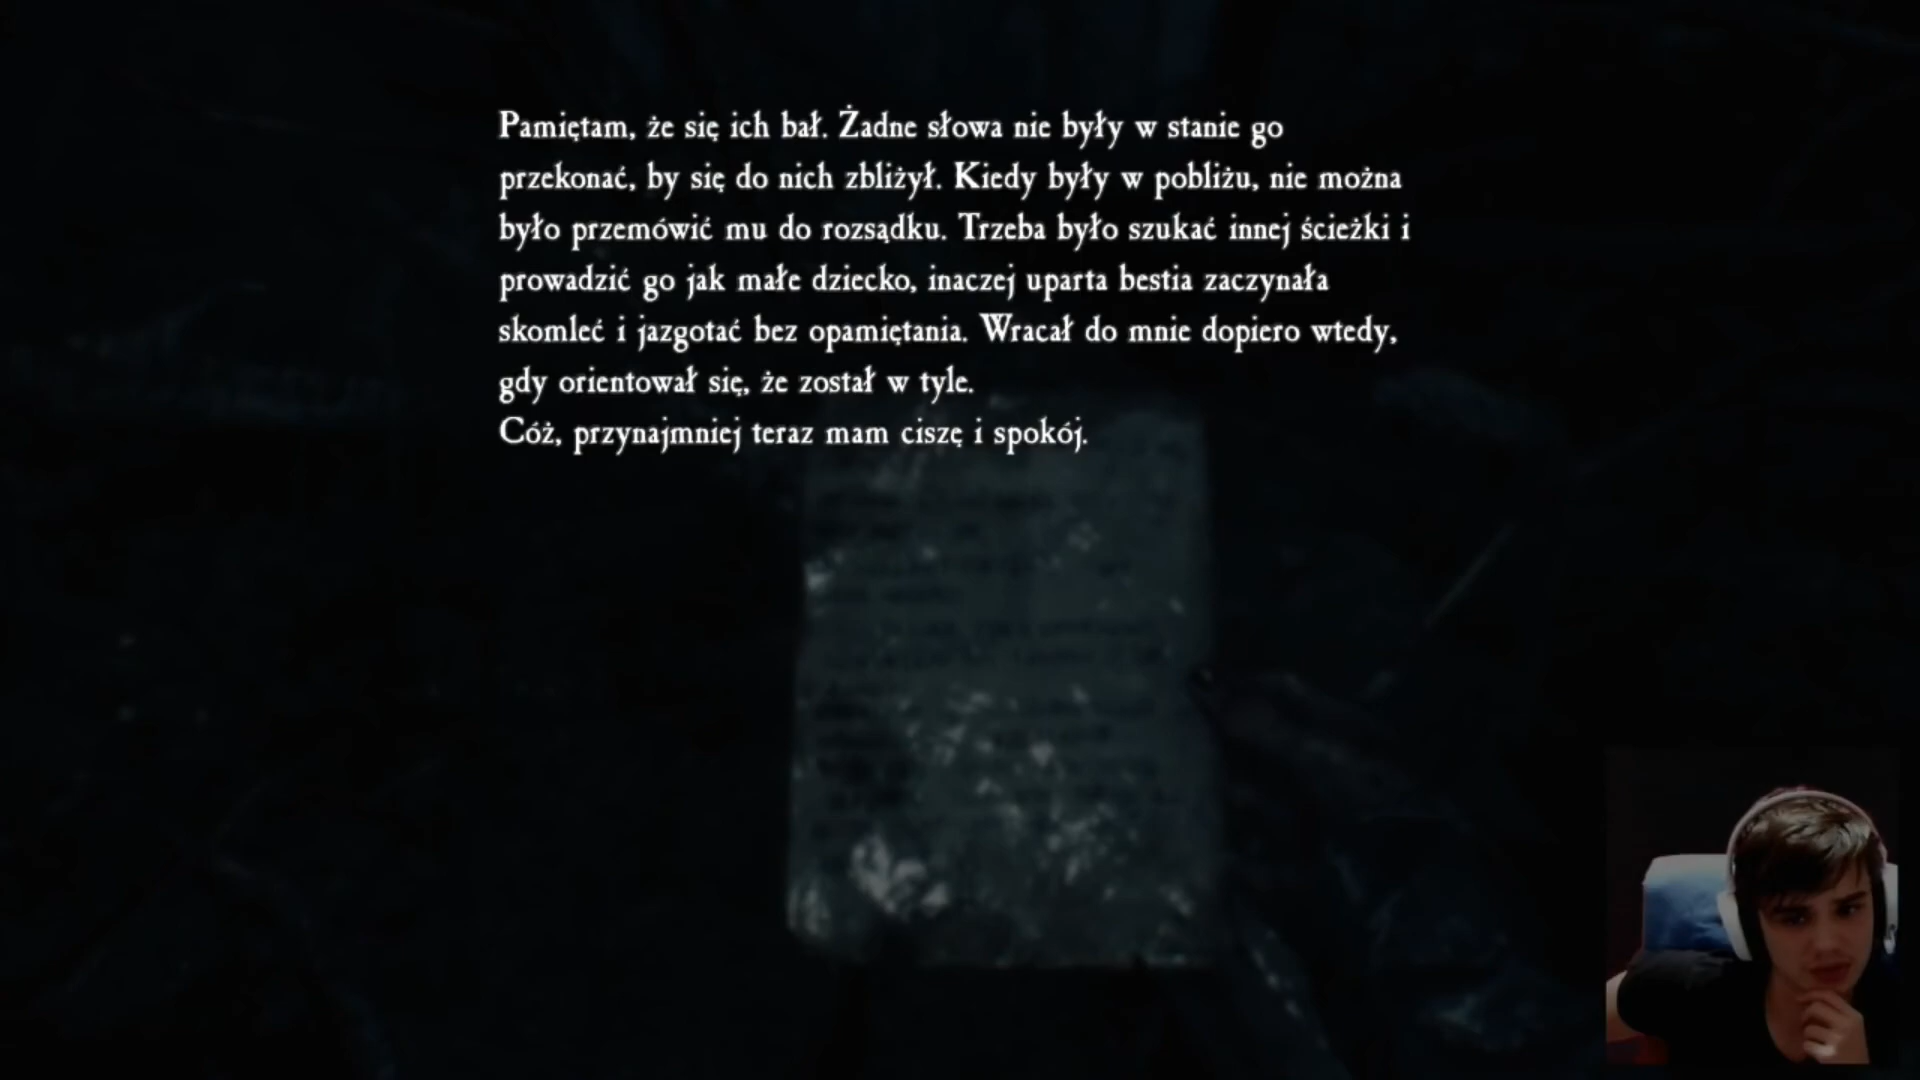 Pamiętam, że się ich bał. Żadne słowa nie były w stanie go
przekonać, by się do nich zbliżył. Kiedy były w pobliżu, nie można
było przemówić mu do rozsądku. Trzeba było szukać innej ścieżki i
prowadzić go jak małe dziecko, inaczej uparta bestia zaczynała
skomleć i jazgotać bez opamiętania. Wracał do mnie dopiero wtedy,
gdy orientował się, że został w tyle.
Cóż, przynajmniej teraz mam ciszę i spokój.